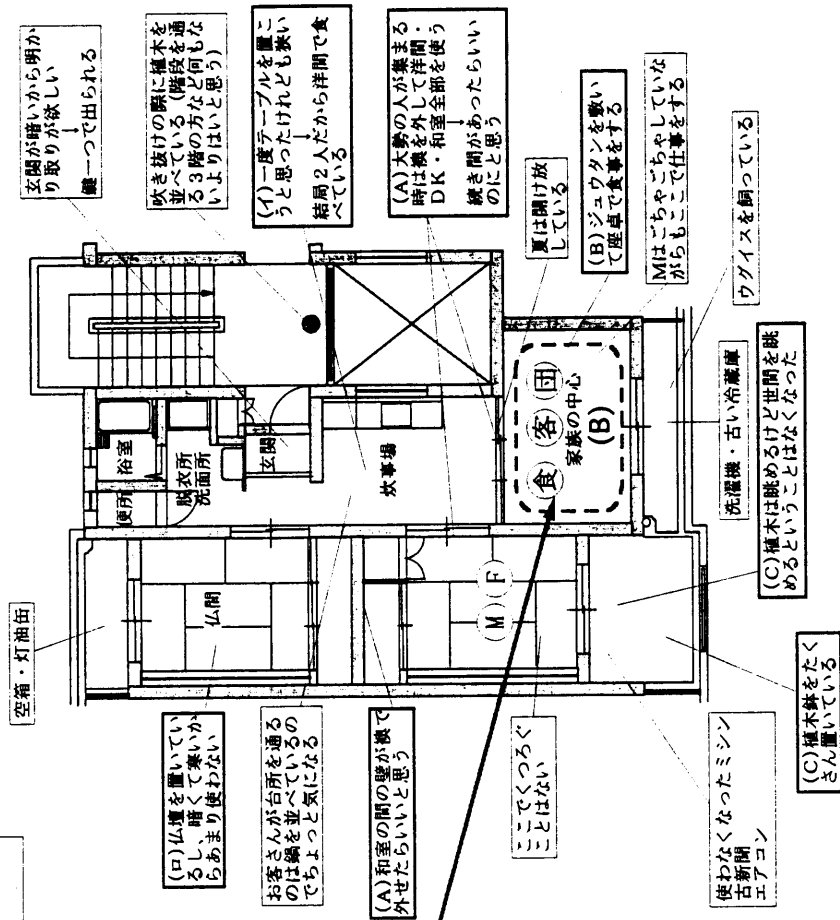 玄関が暗いから明か
り取りが欲しい
↓
鍵一つで出られる
吹き抜けの際に植木を
並べている（階段を通
る3階の方など何もな
いよりはいと思う）
(イ)一度テーブルを置こ
うと思ったけれども狭い
↓
結局2人だから洋間で食
べている
(A)大勢の人が集まる
時は襖を外して洋間・
DK・和室全部を使う
↓
続き間があったらいい
のにと思う
夏は開け放
している
(B)ジュウタンを敷い
て座卓で食事をする
Mはごちゃごちゃしていな
がらもここで仕事をする
ウグイスを飼っている
浴室
便所
脱衣所
洗面所
玄関
炊事場
食 客 団
家族の中心
(B)
仏間
M F
洗濯機・古い冷蔵庫
(C)植木は眺めるけど世間を眺
めるということはなくなった
空箱・灯油缶
(ロ)仏壇を置いてい
るし、暗くて寒いか
らあまり使わない
お客さんが台所を通る
のは鍋を並べているの
でちょっと気になる
(A)和室の間の壁が襖で
外せたらいいと思う
ここでくつろぐ
ことはない
使わなくなったミシン
古新聞
エアコン
(C)植木鉢をたく
さん置いている